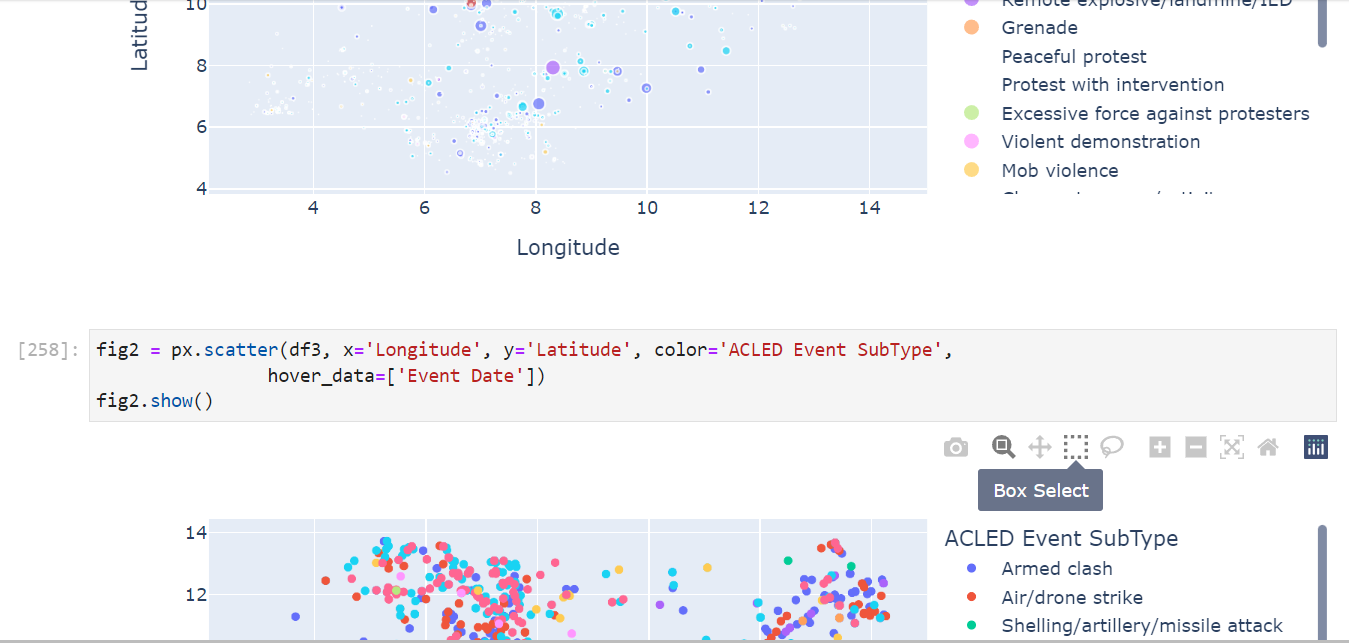 10
Remote explosive/landmine/IED
Latitud
Grenade
8
Peaceful protest
Protest with intervention
6
Excessive force against protesters
Violent demonstration
Mob violence
4
4 6 8 10 12 14
Longitude
[258]: fig2 = px.scatter(df3, x='Longitude', y='Latitude', color='ACLED Event SubType',
hover_data=['Event Date'])
fig2.show()
Box Select
14
ACLED Event SubType
Armed clash
12
Air/drone strike
Shelling/artillery/missile attack